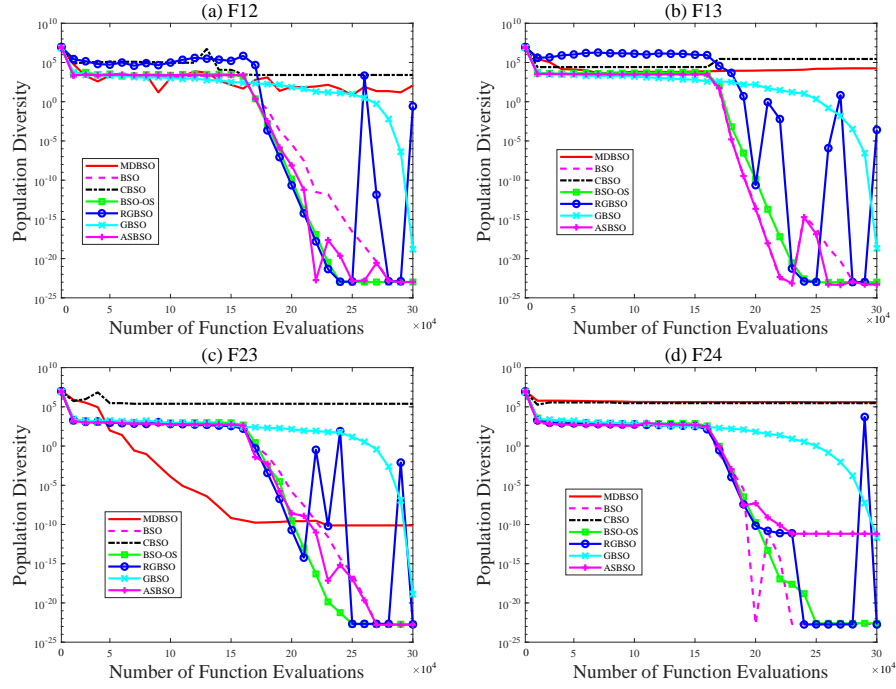 (a) F12
Population Diversity
10^10
10^5
10^0
10^-5
10^-10
10^-15
10^-20
10^-25
MDBSO
BSO
CBSO
BSO-OS
RGBSO
GBSO
ASBSO
0 5 10 15 20 25 30
Number of Function Evaluations ×10^4
(b) F13
Population Diversity
10^10
10^5
10^0
10^-5
10^-10
10^-15
10^-20
10^-25
MDBSO
BSO
CBSO
BSO-OS
RGBSO
GBSO
ASBSO
0 5 10 15 20 25 30
Number of Function Evaluations ×10^4
(c) F23
Population Diversity
10^10
10^5
10^0
10^-5
10^-10
10^-15
10^-20
10^-25
MDBSO
BSO
CBSO
BSO-OS
RGBSO
GBSO
ASBSO
0 5 10 15 20 25 30
Number of Function Evaluations ×10^4
(d) F24
Population Diversity
10^10
10^5
10^0
10^-5
10^-10
10^-15
10^-20
10^-25
MDBSO
BSO
CBSO
BSO-OS
RGBSO
GBSO
ASBSO
0 5 10 15 20 25 30
Number of Function Evaluations ×10^4